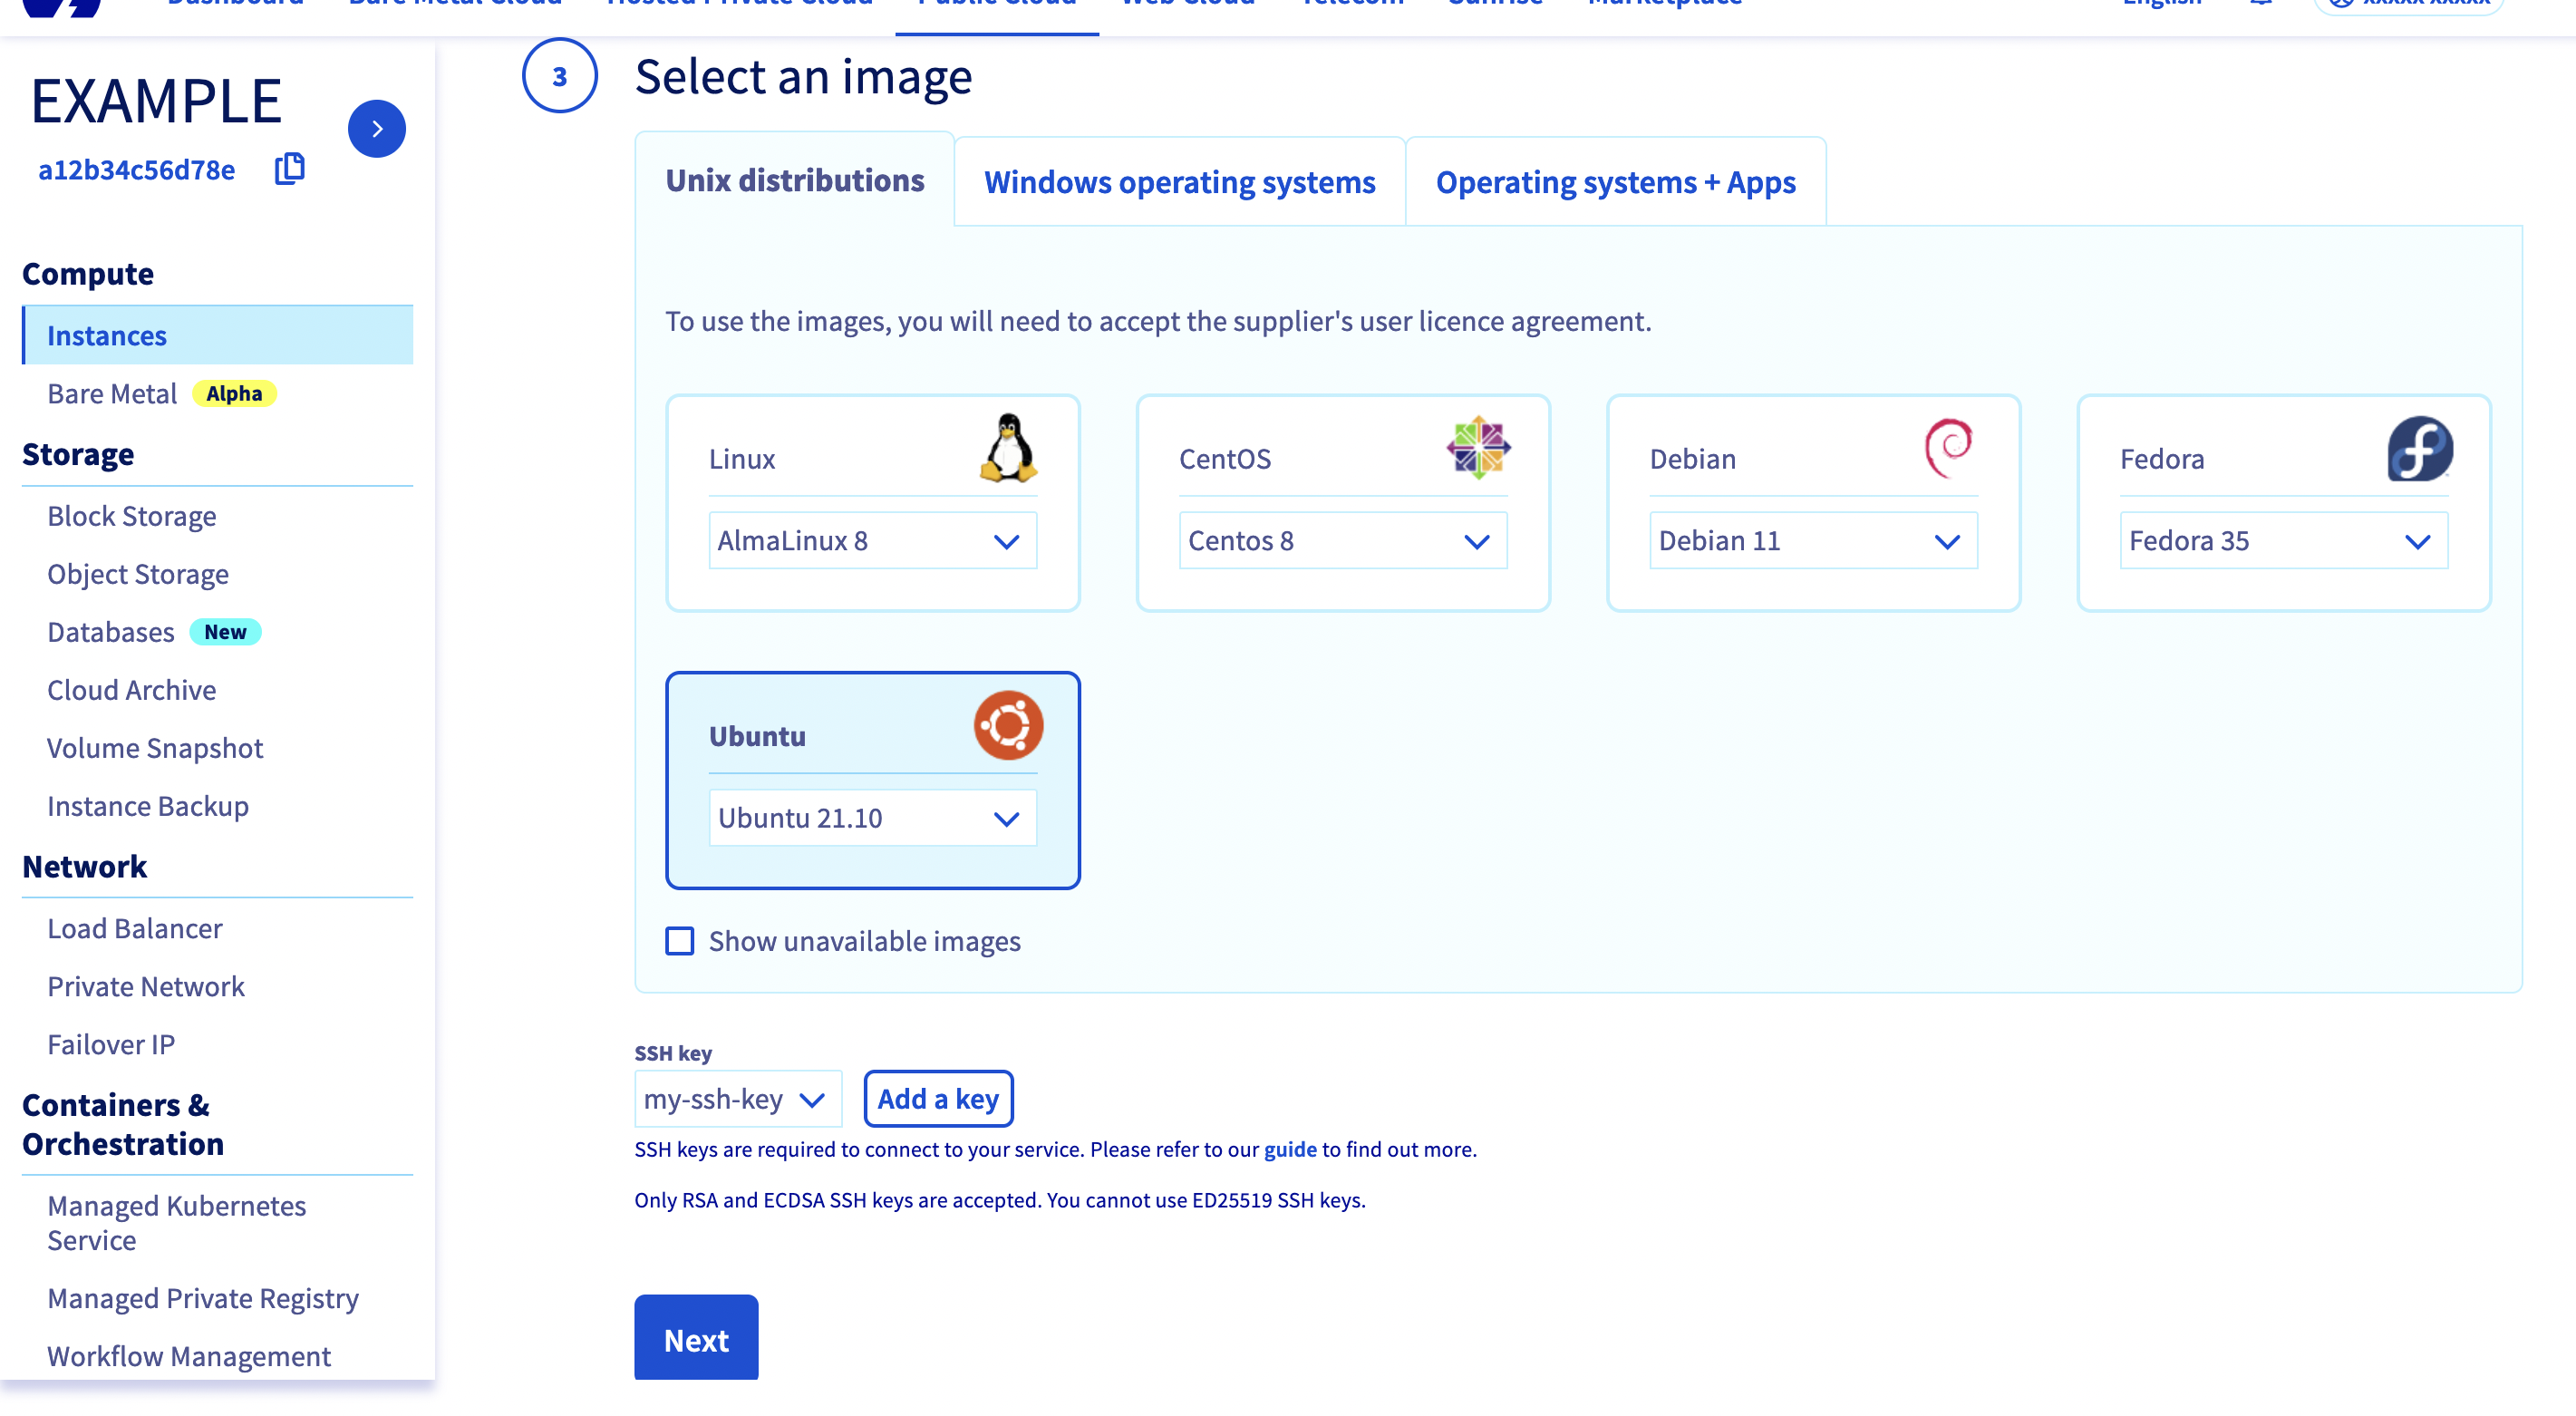 Dashboard Bare Metal Cloud Hosted Private Cloud Public Cloud Web Cloud Telecom Sunrise Marketplace English
EXAMPLE
a12b34c56d78e
Compute
Instances
Bare Metal Alpha
Storage
Block Storage
Object Storage
Databases New
Cloud Archive
Volume Snapshot
Instance Backup
Network
Load Balancer
Private Network
Failover IP
Containers &
Orchestration
Managed Kubernetes
Service
Managed Private Registry
Workflow Management
3 Select an image
Unix distributions Windows operating systems Operating systems + Apps
To use the images, you will need to accept the supplier's user licence agreement.
Linux
AlmaLinux 8
CentOS
Centos 8
Debian
Debian 11
Fedora
Fedora 35
Ubuntu
Ubuntu 21.10
Show unavailable images
SSH key
my-ssh-key Add a key
SSH keys are required to connect to your service. Please refer to our guide to find out more.
Only RSA and ECDSA SSH keys are accepted. You cannot use ED25519 SSH keys.
Next